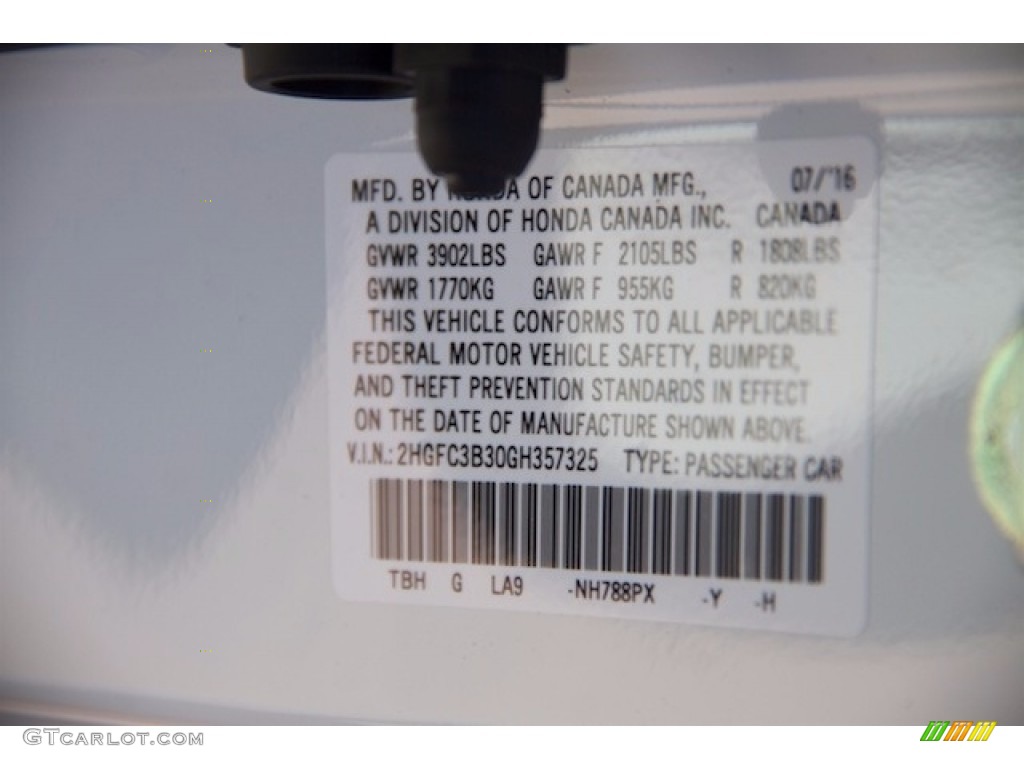 MFD. BY HONDA OF CANADA MFG., 07/'16
A DIVISION OF HONDA CANADA INC. CANADA
GVWR 3902LBS GAWR F 2105LBS R 1808LBS
GVWR 1770KG GAWR F 955KG R 820KG
THIS VEHICLE CONFORMS TO ALL APPLICABLE
FEDERAL MOTOR VEHICLE SAFETY, BUMPER,
AND THEFT PREVENTION STANDARDS IN EFFECT
ON THE DATE OF MANUFACTURE SHOWN ABOVE.
V.I.N.: 2HGFC3B30GH357325 TYPE: PASSENGER CAR
TBH G LA9 -NH788PX -Y -H
GTCARLOT.COM